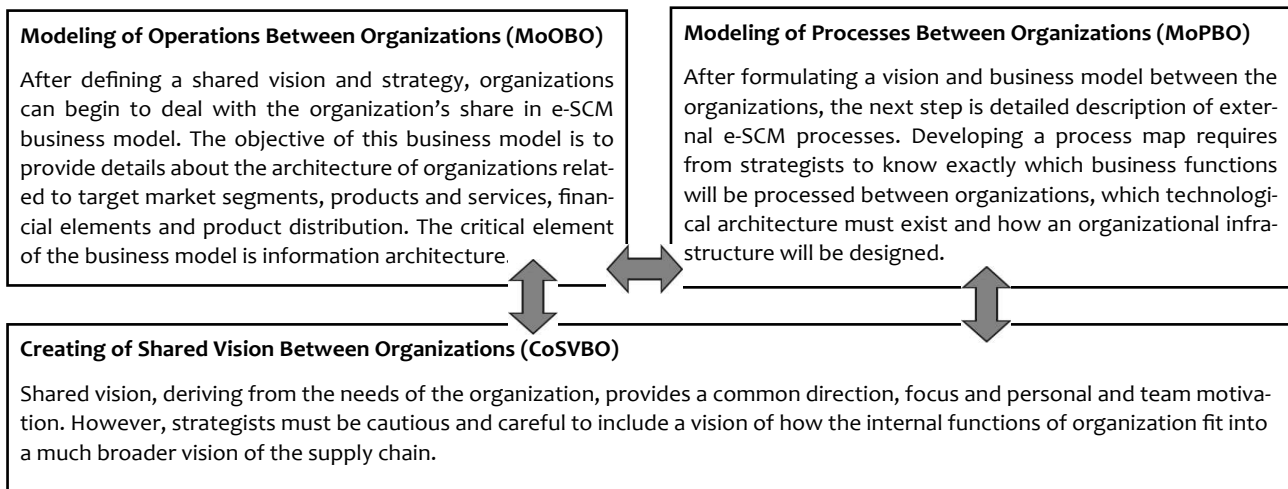 Modeling of Operations Between Organizations (MoOBO)
After defining a shared vision and strategy, organizations
can begin to deal with the organization's share in e-SCM
business model. The objective of this business model is to
provide details about the architecture of organizations relat-
ed to target market segments, products and services, finan-
cial elements and product distribution. The critical element
of the business model is information architecture.
Modeling of Processes Between Organizations (MoPBO)
After formulating a vision and business model between the
organizations, the next step is detailed description of exter-
nal e-SCM processes. Developing a process map requires
from strategists to know exactly which business functions
will be processed between organizations, which technologi-
cal architecture must exist and how an organizational infra-
structure will be designed.
Creating of Shared Vision Between Organizations (CoSVBO)
Shared vision, deriving from the needs of the organization, provides a common direction, focus and personal and team motiva-
tion. However, strategists must be cautious and careful to include a vision of how the internal functions of organization fit into
a much broader vision of the supply chain.